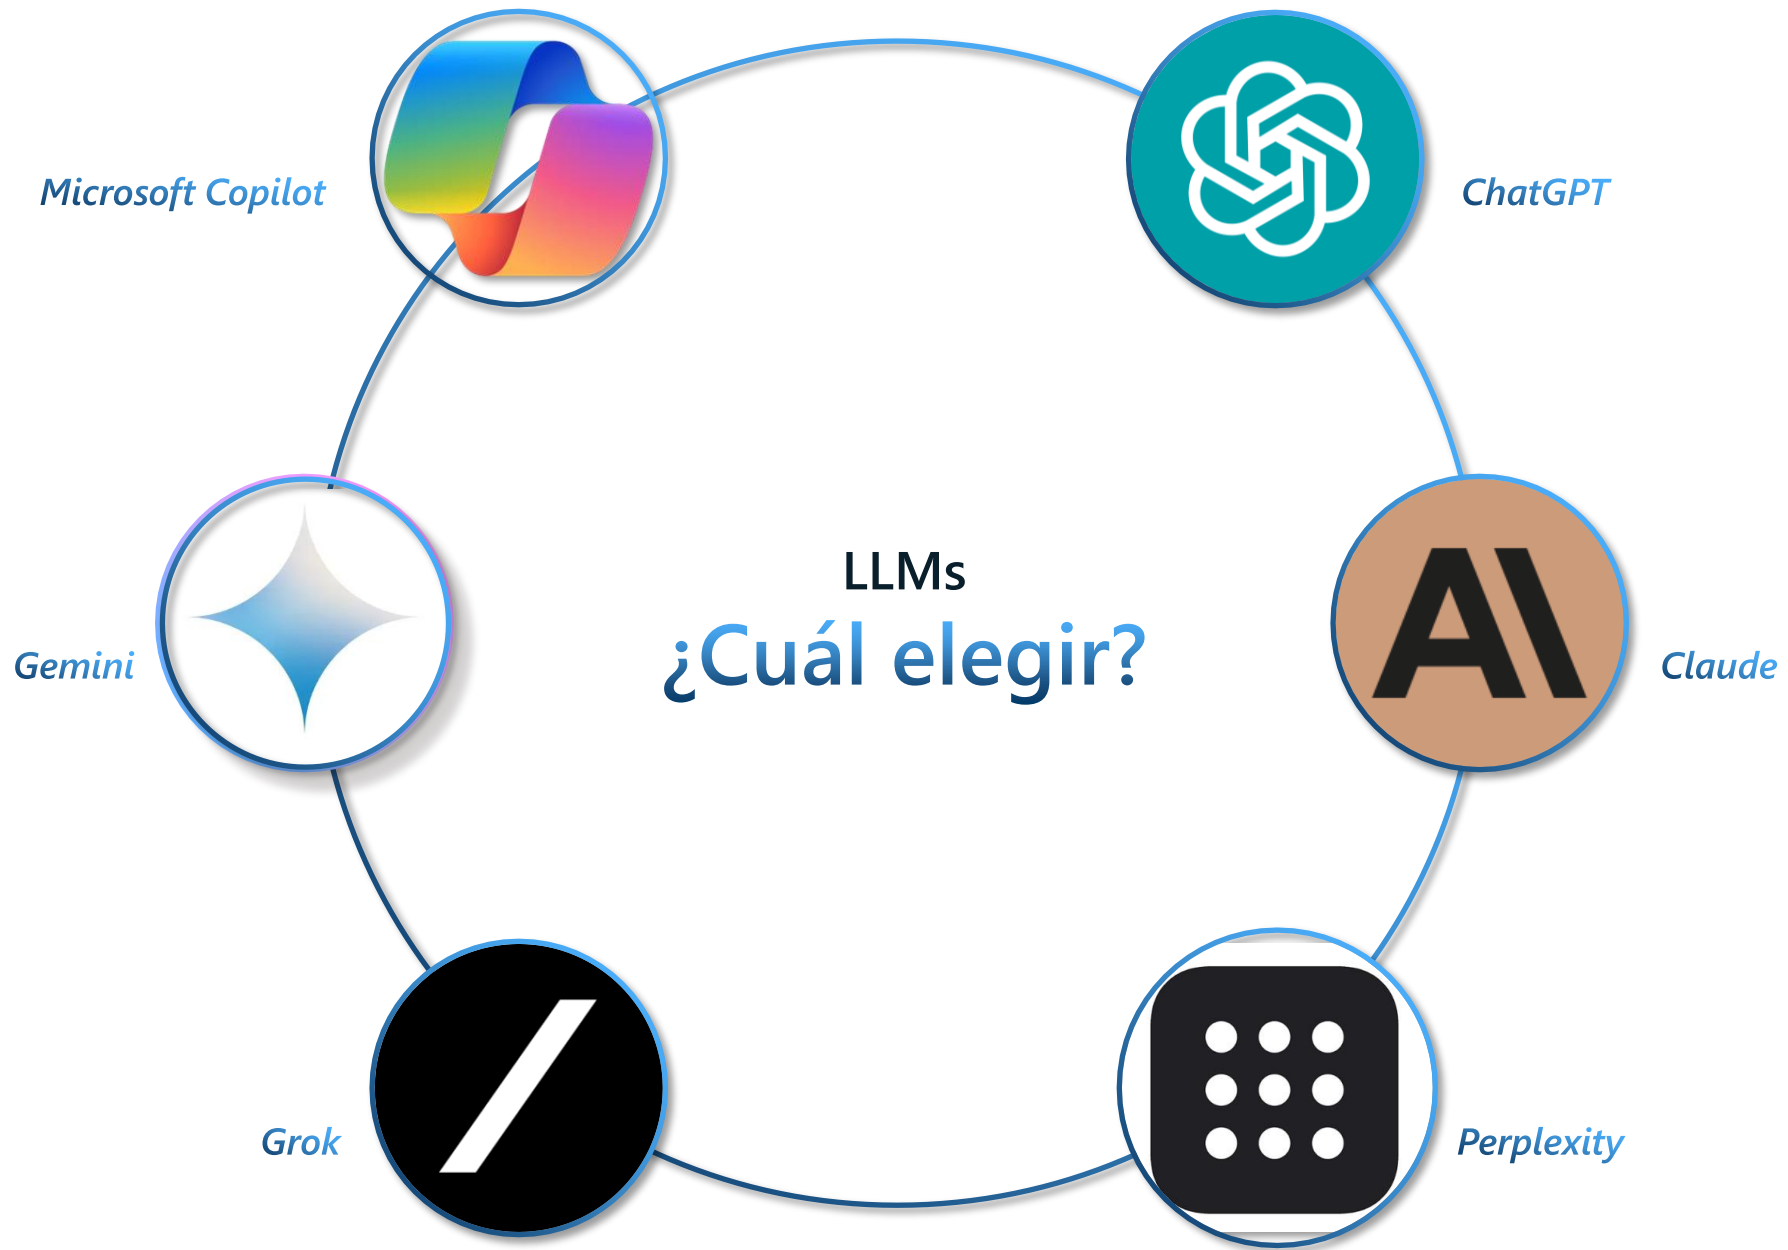 Microsoft Copilot
ChatGPT
LLMs
¿Cuál elegir?
Gemini
Claude
Grok
Perplexity